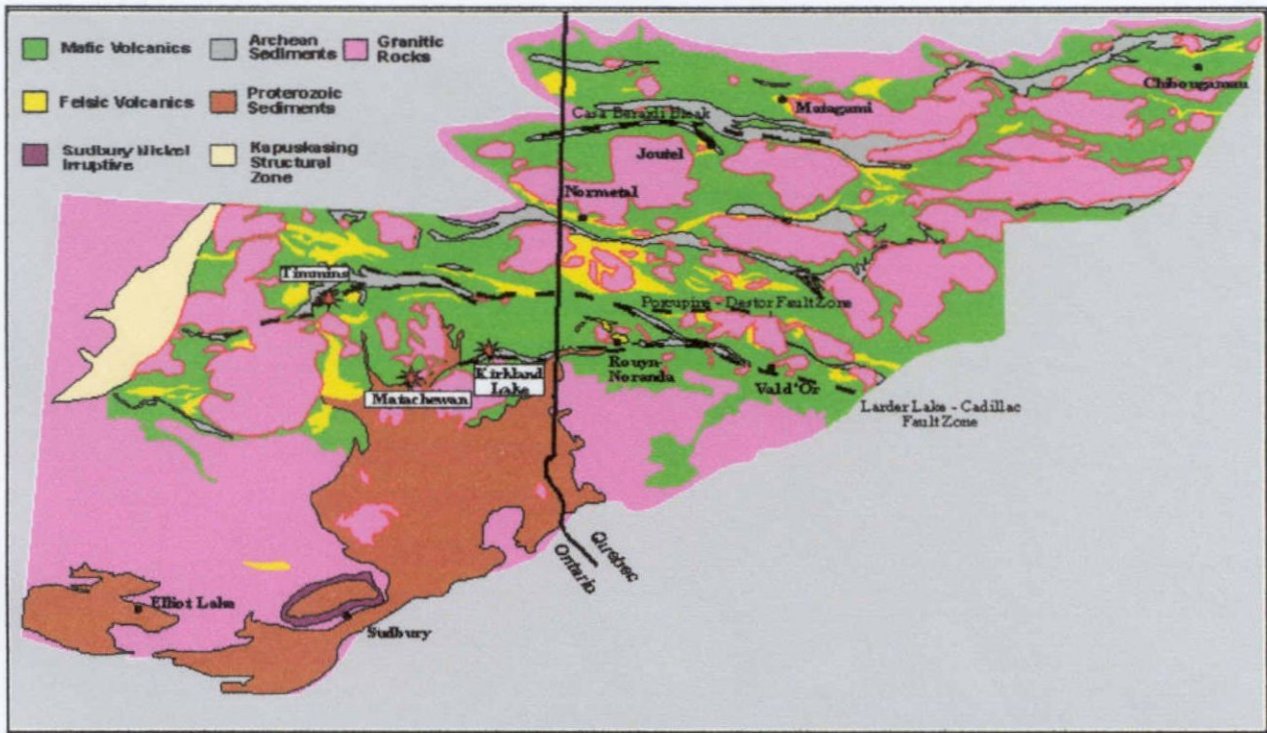 Mafic Volcanics
Archean
Sediments
Granitic
Rocks
Felsic Volcanics
Proterozoic
Sediments
Sudbury Nickel
Irruptive
Kapuskasing
Structural
Zone
Chibougamau
Matagami
Casa Berardi Break
Joutel
Normetal
Timmins
Porcupine - Destor Fault Zone
Rouyn-
Noranda
Kirkland
Lake
Matachewan
Val d'Or
Larder Lake - Cadillac
Fault Zone
Quebec
Ontario
Elliot Lake
Sudbury